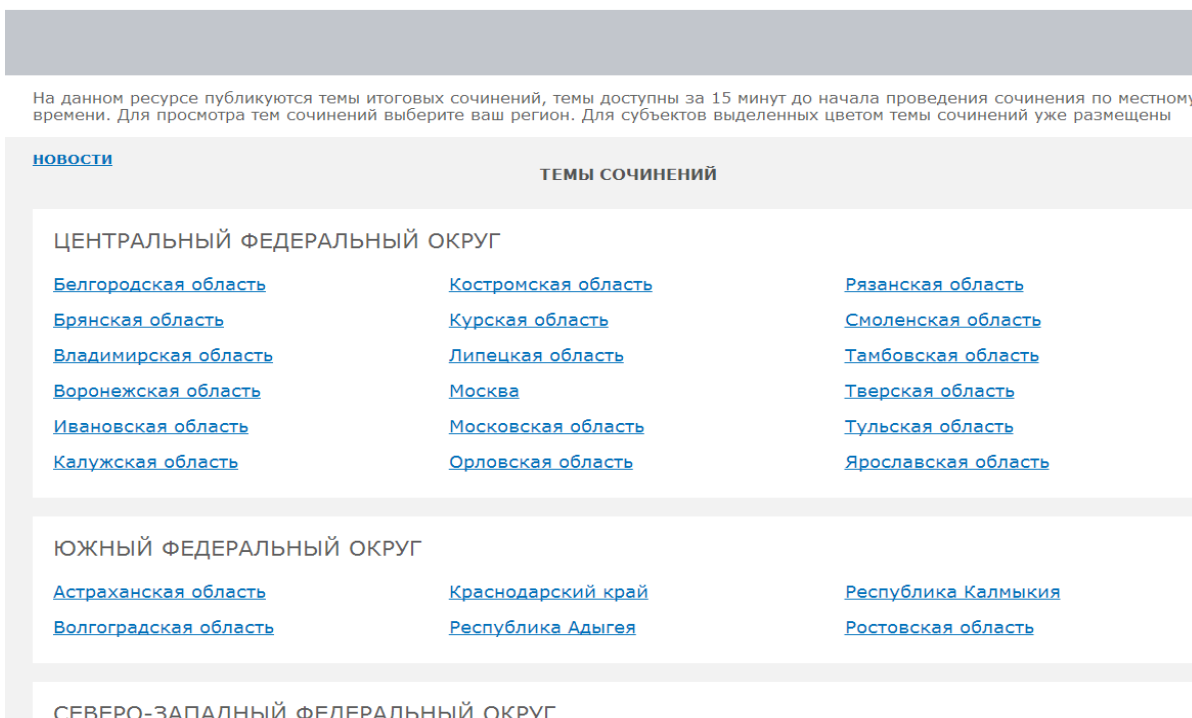 На данном ресурсе публикуются темы итоговых сочинений, темы доступны за 15 минут до начала проведения сочинения по местному
времени. Для просмотра тем сочинений выберите ваш регион. Для субъектов выделенных цветом темы сочинений уже размещены
НОВОСТИ
ТЕМЫ СОЧИНЕНИЙ
ЦЕНТРАЛЬНЫЙ ФЕДЕРАЛЬНЫЙ ОКРУГ
Белгородская область Костромская область Рязанская область
Брянская область Курская область Смоленская область
Владимирская область Липецкая область Тамбовская область
Воронежская область Москва Тверская область
Ивановская область Московская область Тульская область
Калужская область Орловская область Ярославская область
ЮЖНЫЙ ФЕДЕРАЛЬНЫЙ ОКРУГ
Астраханская область Краснодарский край Республика Калмыкия
Волгоградская область Республика Адыгея Ростовская область
СЕВЕРО-ЗАПАДНЫЙ ФЕДЕРАЛЬНЫЙ ОКРУГ